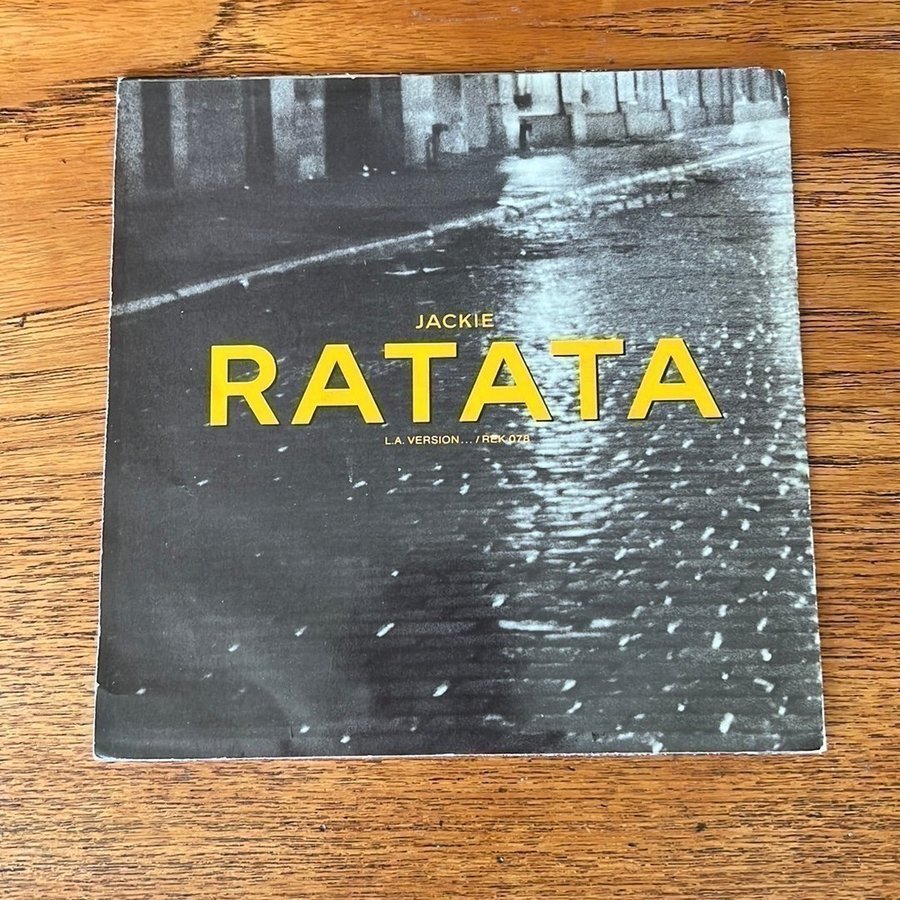 JACKIE
RATATA
L.A. VERSION... / REK 078